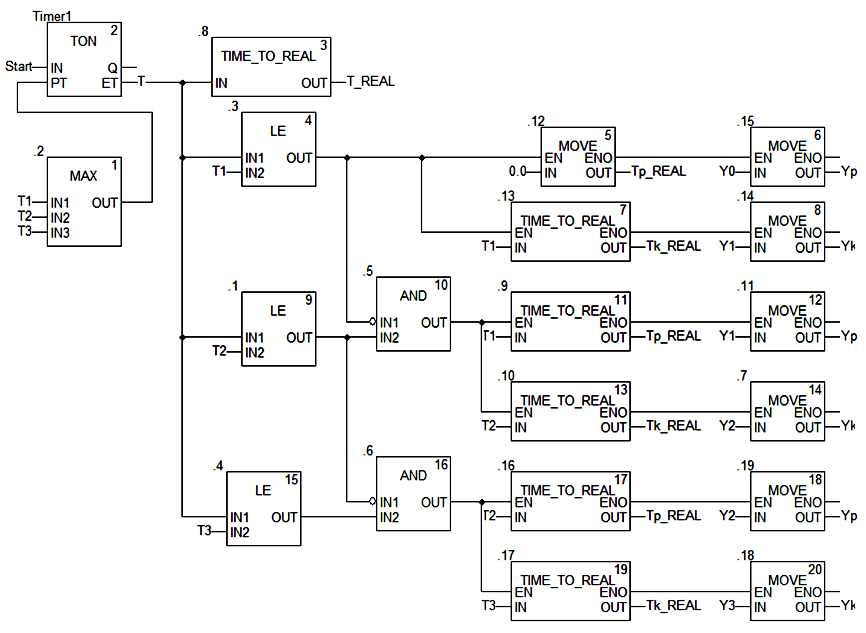 Timer1
TON 2
Start IN Q
PT ET T
.8
TIME_TO_REAL 3
IN OUT T_REAL
.2
MAX 1
T1 IN1 OUT
T2 IN2
T3 IN3
.3
LE 4
IN1 OUT
T1 IN2
.12
MOVE 5
EN ENO
0.0 IN OUT Tp_REAL
.15
MOVE 6
EN ENO
Y0 IN OUT Yp
.13
TIME_TO_REAL 7
EN ENO
T1 IN OUT Tk_REAL
.14
MOVE 8
EN ENO
Y1 IN OUT Yk
.1
LE 9
IN1 OUT
T2 IN2
.5
AND 10
IN1 OUT
IN2
.9
TIME_TO_REAL 11
EN ENO
T1 IN OUT Tp_REAL
.11
MOVE 12
EN ENO
Y1 IN OUT Yp
.10
TIME_TO_REAL 13
EN ENO
T2 IN OUT Tk_REAL
.7
MOVE 14
EN ENO
Y2 IN OUT Yk
.4
LE 15
IN1 OUT
T3 IN2
.6
AND 16
IN1 OUT
IN2
.16
TIME_TO_REAL 17
EN ENO
T2 IN OUT Tp_REAL
.19
MOVE 18
EN ENO
Y2 IN OUT Yp
.17
TIME_TO_REAL 19
EN ENO
T3 IN OUT Tk_REAL
.18
MOVE 20
EN ENO
Y3 IN OUT Yk